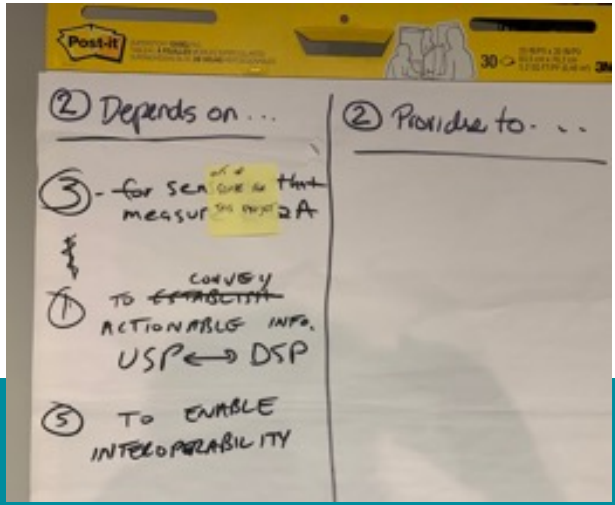 Post-it
30
3M
② Depends on ...
② Provide to. ..
③ - for sen that
measur 2A
① TO ESTABLISH CONVEY
ACTIONABLE INFO.
USP ↔ DSP
⑤ TO ENABLE
INTEROPERABILITY